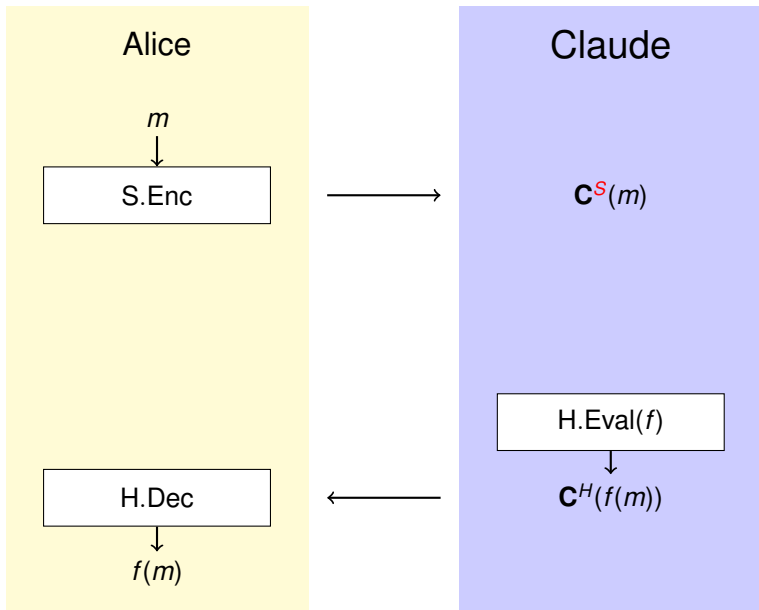 Alice
Claude
m
S.Enc
C^S(m)
H.Eval(f)
H.Dec
C^H(f(m))
f(m)